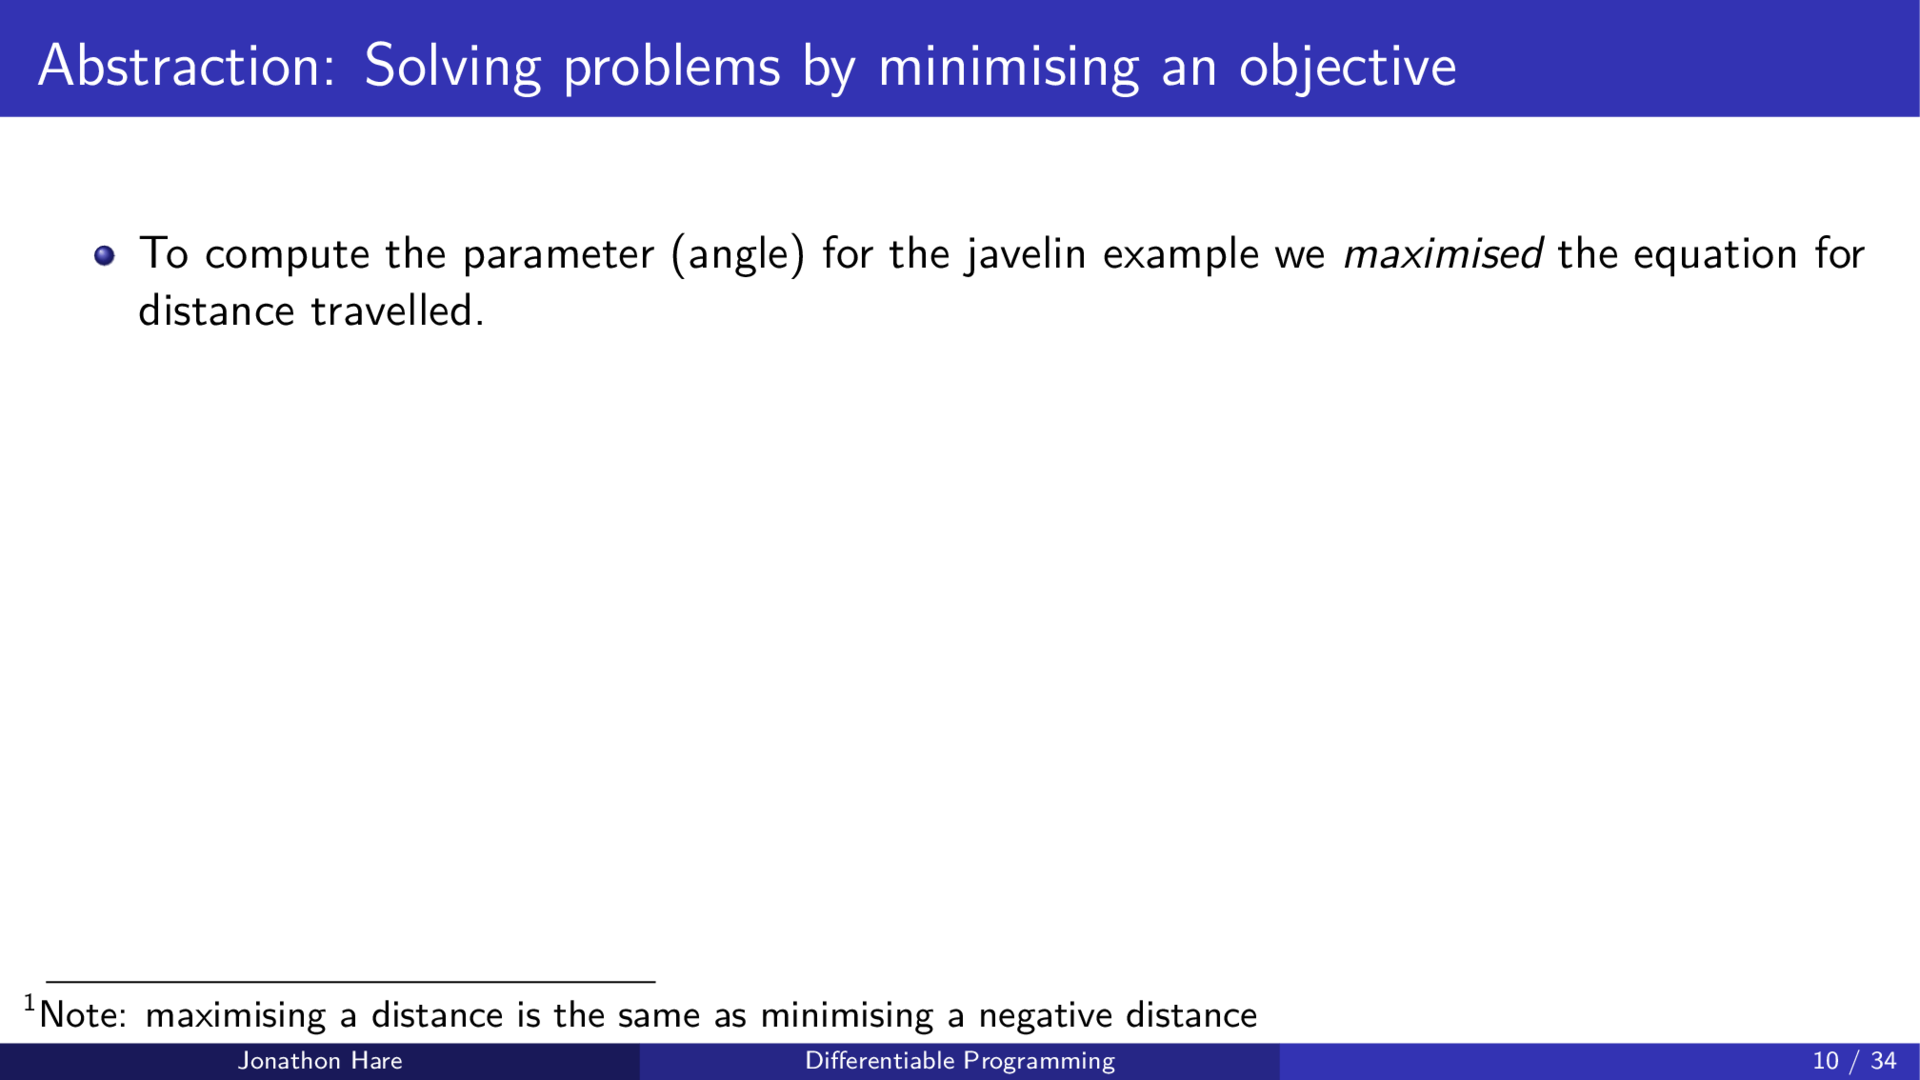 Abstraction: Solving problems by minimising an objective
To compute the parameter (angle) for the javelin example we maximised the equation for
distance travelled.
1Note: maximising a distance is the same as minimising a negative distance
Jonathon Hare
Differentiable Programming
10 / 34